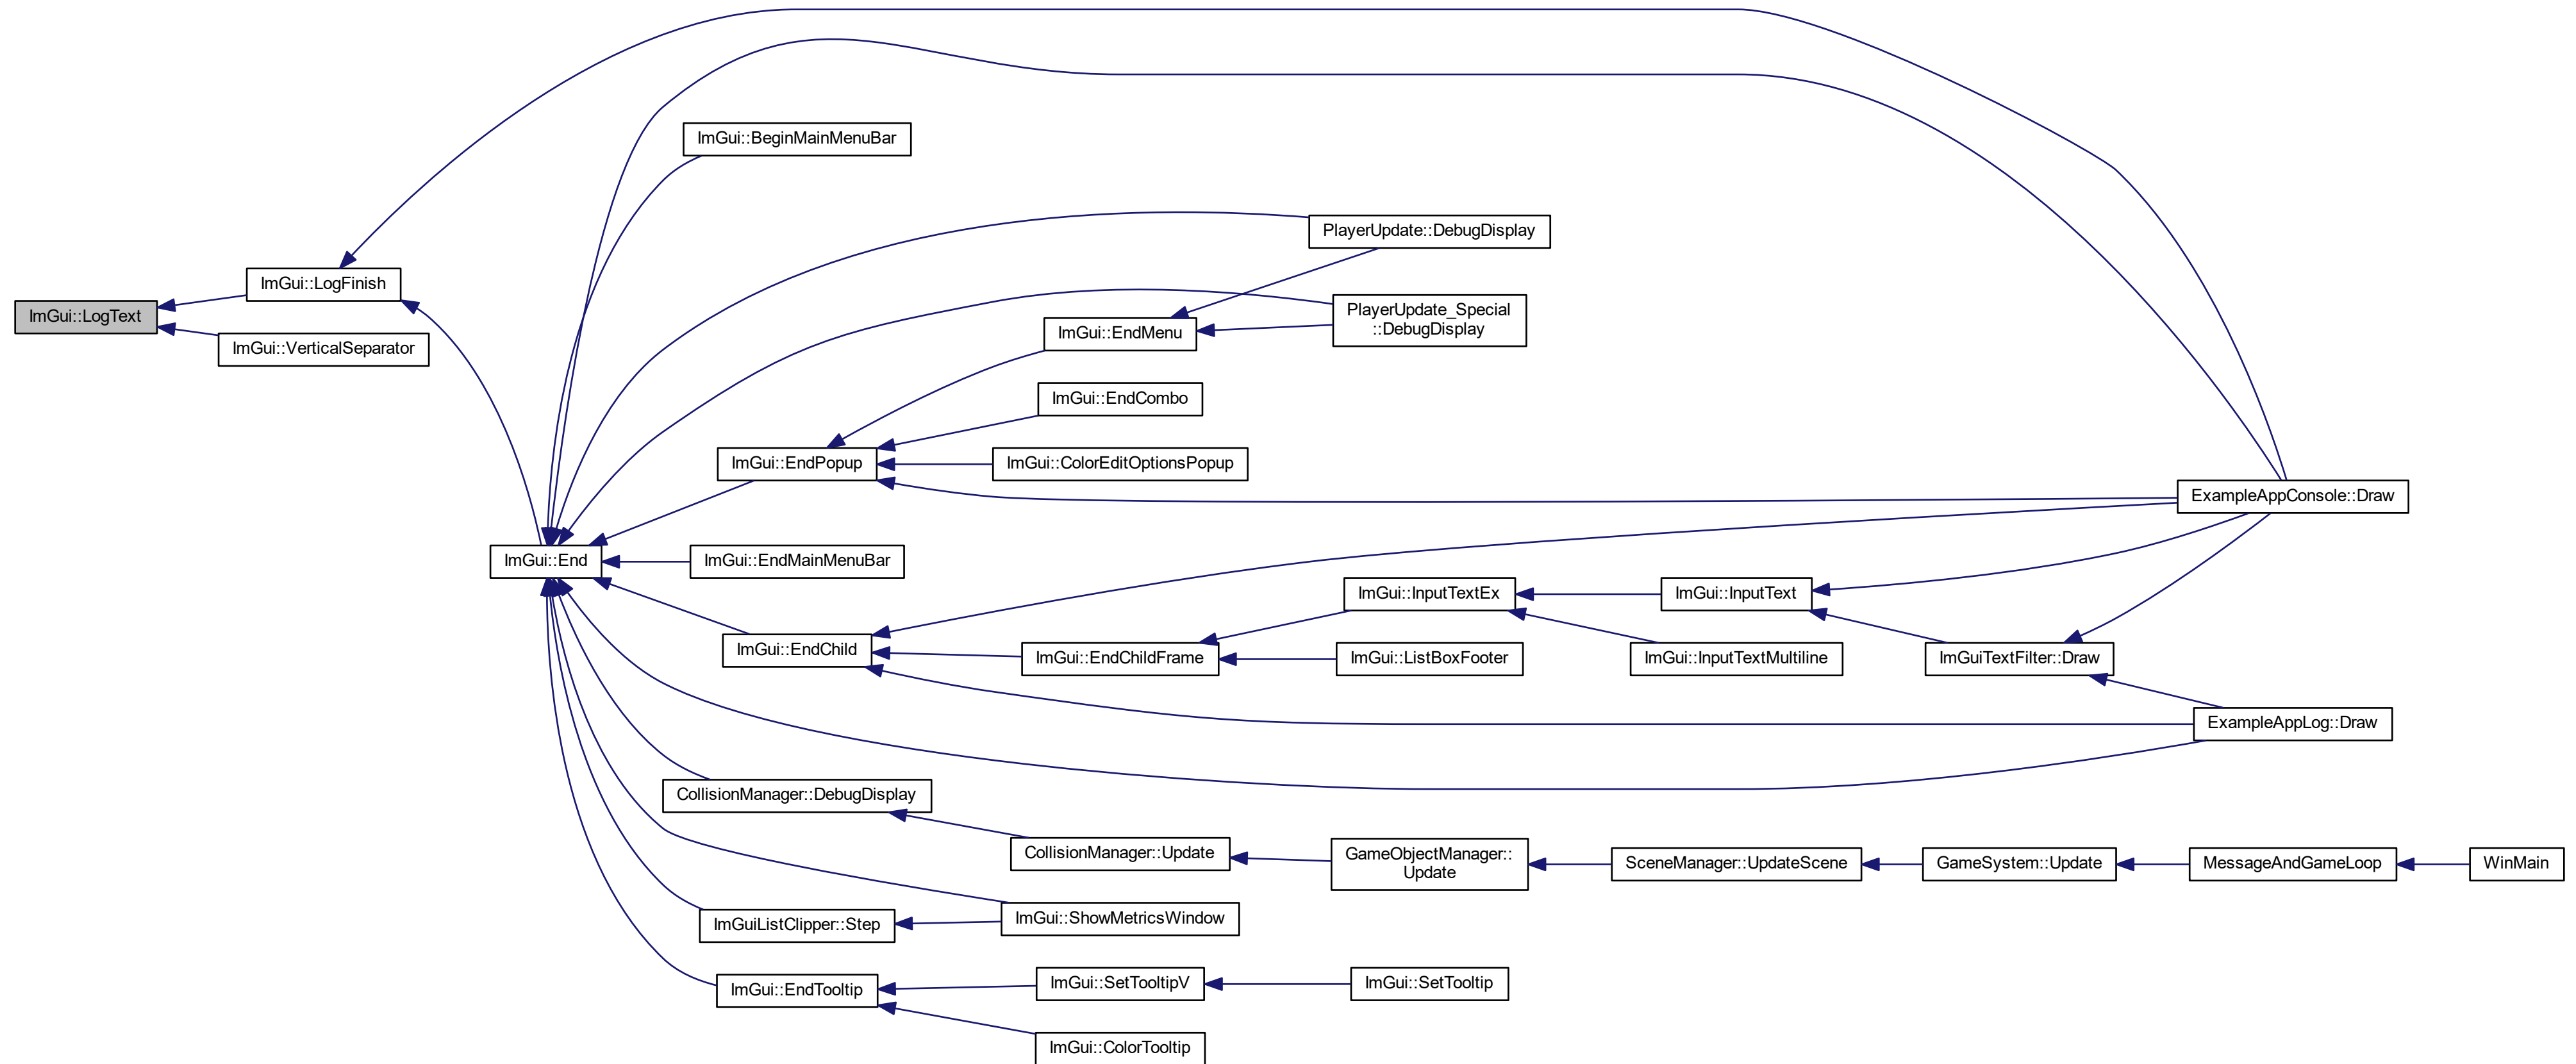 ImGui::LogText
ImGui::LogFinish
ImGui::VerticalSeparator
ImGui::End
ImGui::BeginMainMenuBar
PlayerUpdate::DebugDisplay
PlayerUpdate_Special
::DebugDisplay
ImGui::EndMenu
ImGui::EndCombo
ImGui::EndPopup
ImGui::ColorEditOptionsPopup
ExampleAppConsole::Draw
ImGui::EndMainMenuBar
ImGui::InputTextEx
ImGui::InputText
ImGui::EndChild
ImGui::EndChildFrame
ImGui::ListBoxFooter
ImGui::InputTextMultiline
ImGuiTextFilter::Draw
ExampleAppLog::Draw
CollisionManager::DebugDisplay
CollisionManager::Update
GameObjectManager::
Update
SceneManager::UpdateScene
GameSystem::Update
MessageAndGameLoop
WinMain
ImGuiListClipper::Step
ImGui::ShowMetricsWindow
ImGui::EndTooltip
ImGui::SetTooltipV
ImGui::SetTooltip
ImGui::ColorTooltip